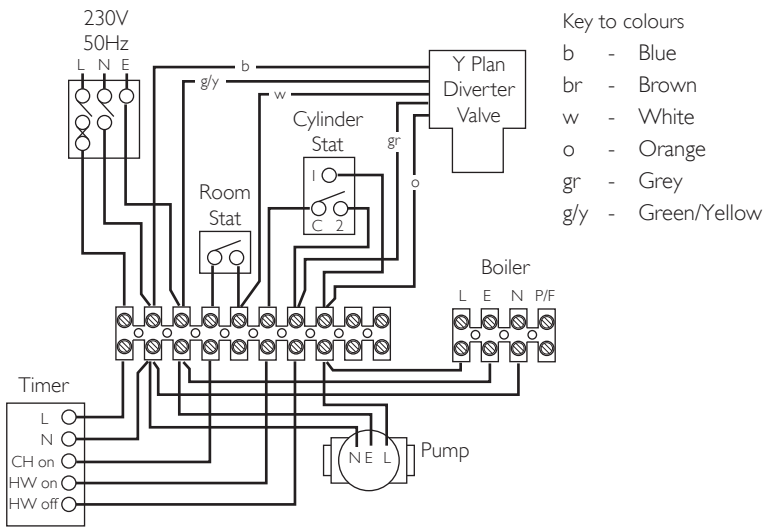 230V
50Hz
L N E
b
g/y
w
gr
o
Y Plan
Diverter
Valve
Cylinder
Stat
1
C 2
Room
Stat
Key to colours
b - Blue
br - Brown
w - White
o - Orange
gr - Grey
g/y - Green/Yellow
Boiler
L E N P/F
Timer
L
N
CH on
HW on
HW off
N E L
Pump